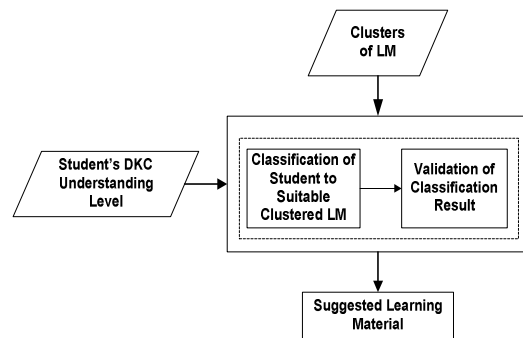 Clusters
of LM
Student's DKC
Understanding
Level
Classification of
Student to
Suitable
Clustered LM
Validation of
Classification
Result
Suggested Learning
Material